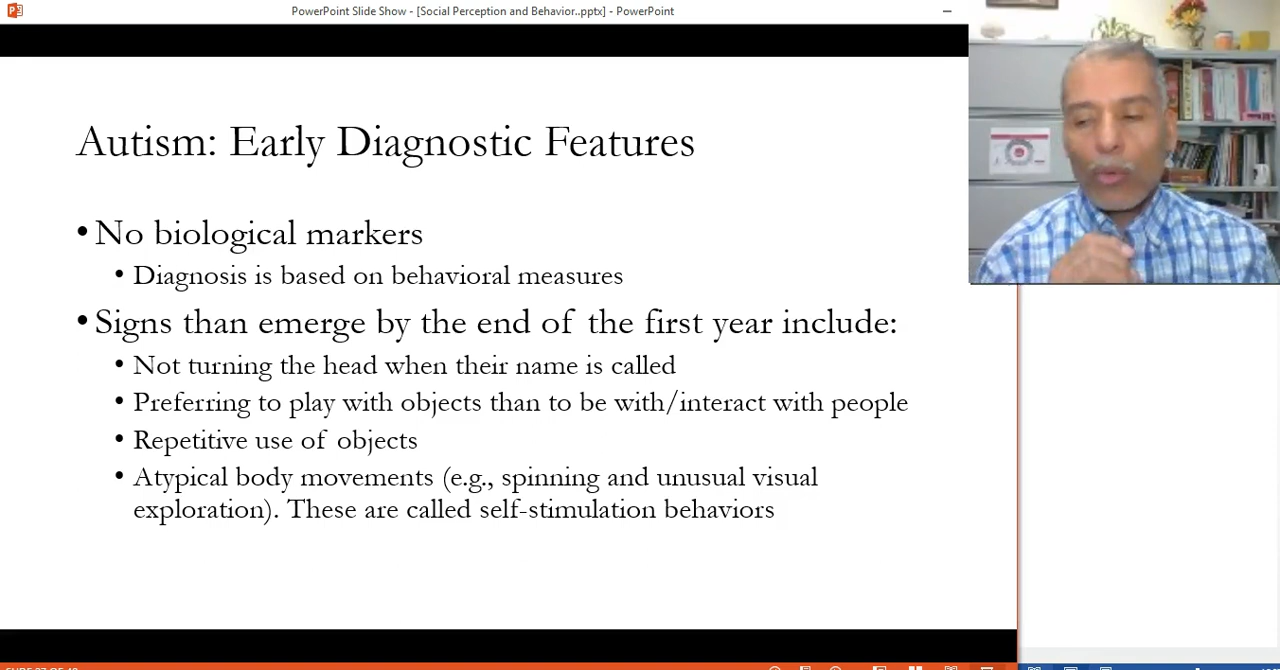 PowerPoint Slide Show - [Social Perception and Behavior..pptx] - PowerPoint
Autism: Early Diagnostic Features
• No biological markers
• Diagnosis is based on behavioral measures
• Signs than emerge by the end of the first year include:
• Not turning the head when their name is called
• Preferring to play with objects than to be with/interact with people
• Repetitive use of objects
• Atypical body movements (e.g., spinning and unusual visual
exploration). These are called self-stimulation behaviors